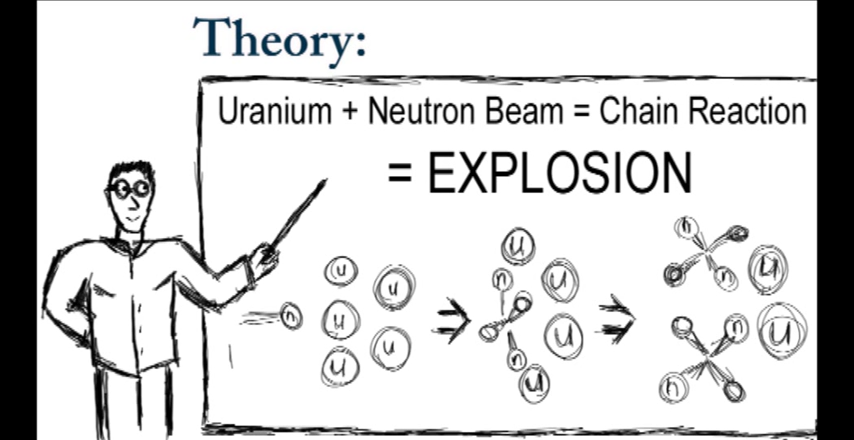 Theory:
Uranium + Neutron Beam = Chain Reaction
= EXPLOSION
n u u u u u
u n u u n u
n n u n n u